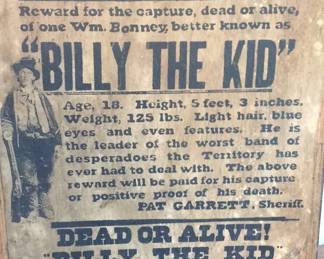 Reward for the capture, dead or alive,
of one Wm. Bonney, better known as
"BILLY THE KID"
Age, 18. Height, 5 feet, 3 inches.
Weight, 125 lbs. Light hair, blue
eyes and even features. He is
the leader of the worst band of
desperadoes the Territory has
ever had to deal with. The above
reward will be paid for his capture
or positive proof of his death.
PAT GARRETT, Sheriff.
DEAD OR ALIVE!
"BILLY THE KID"